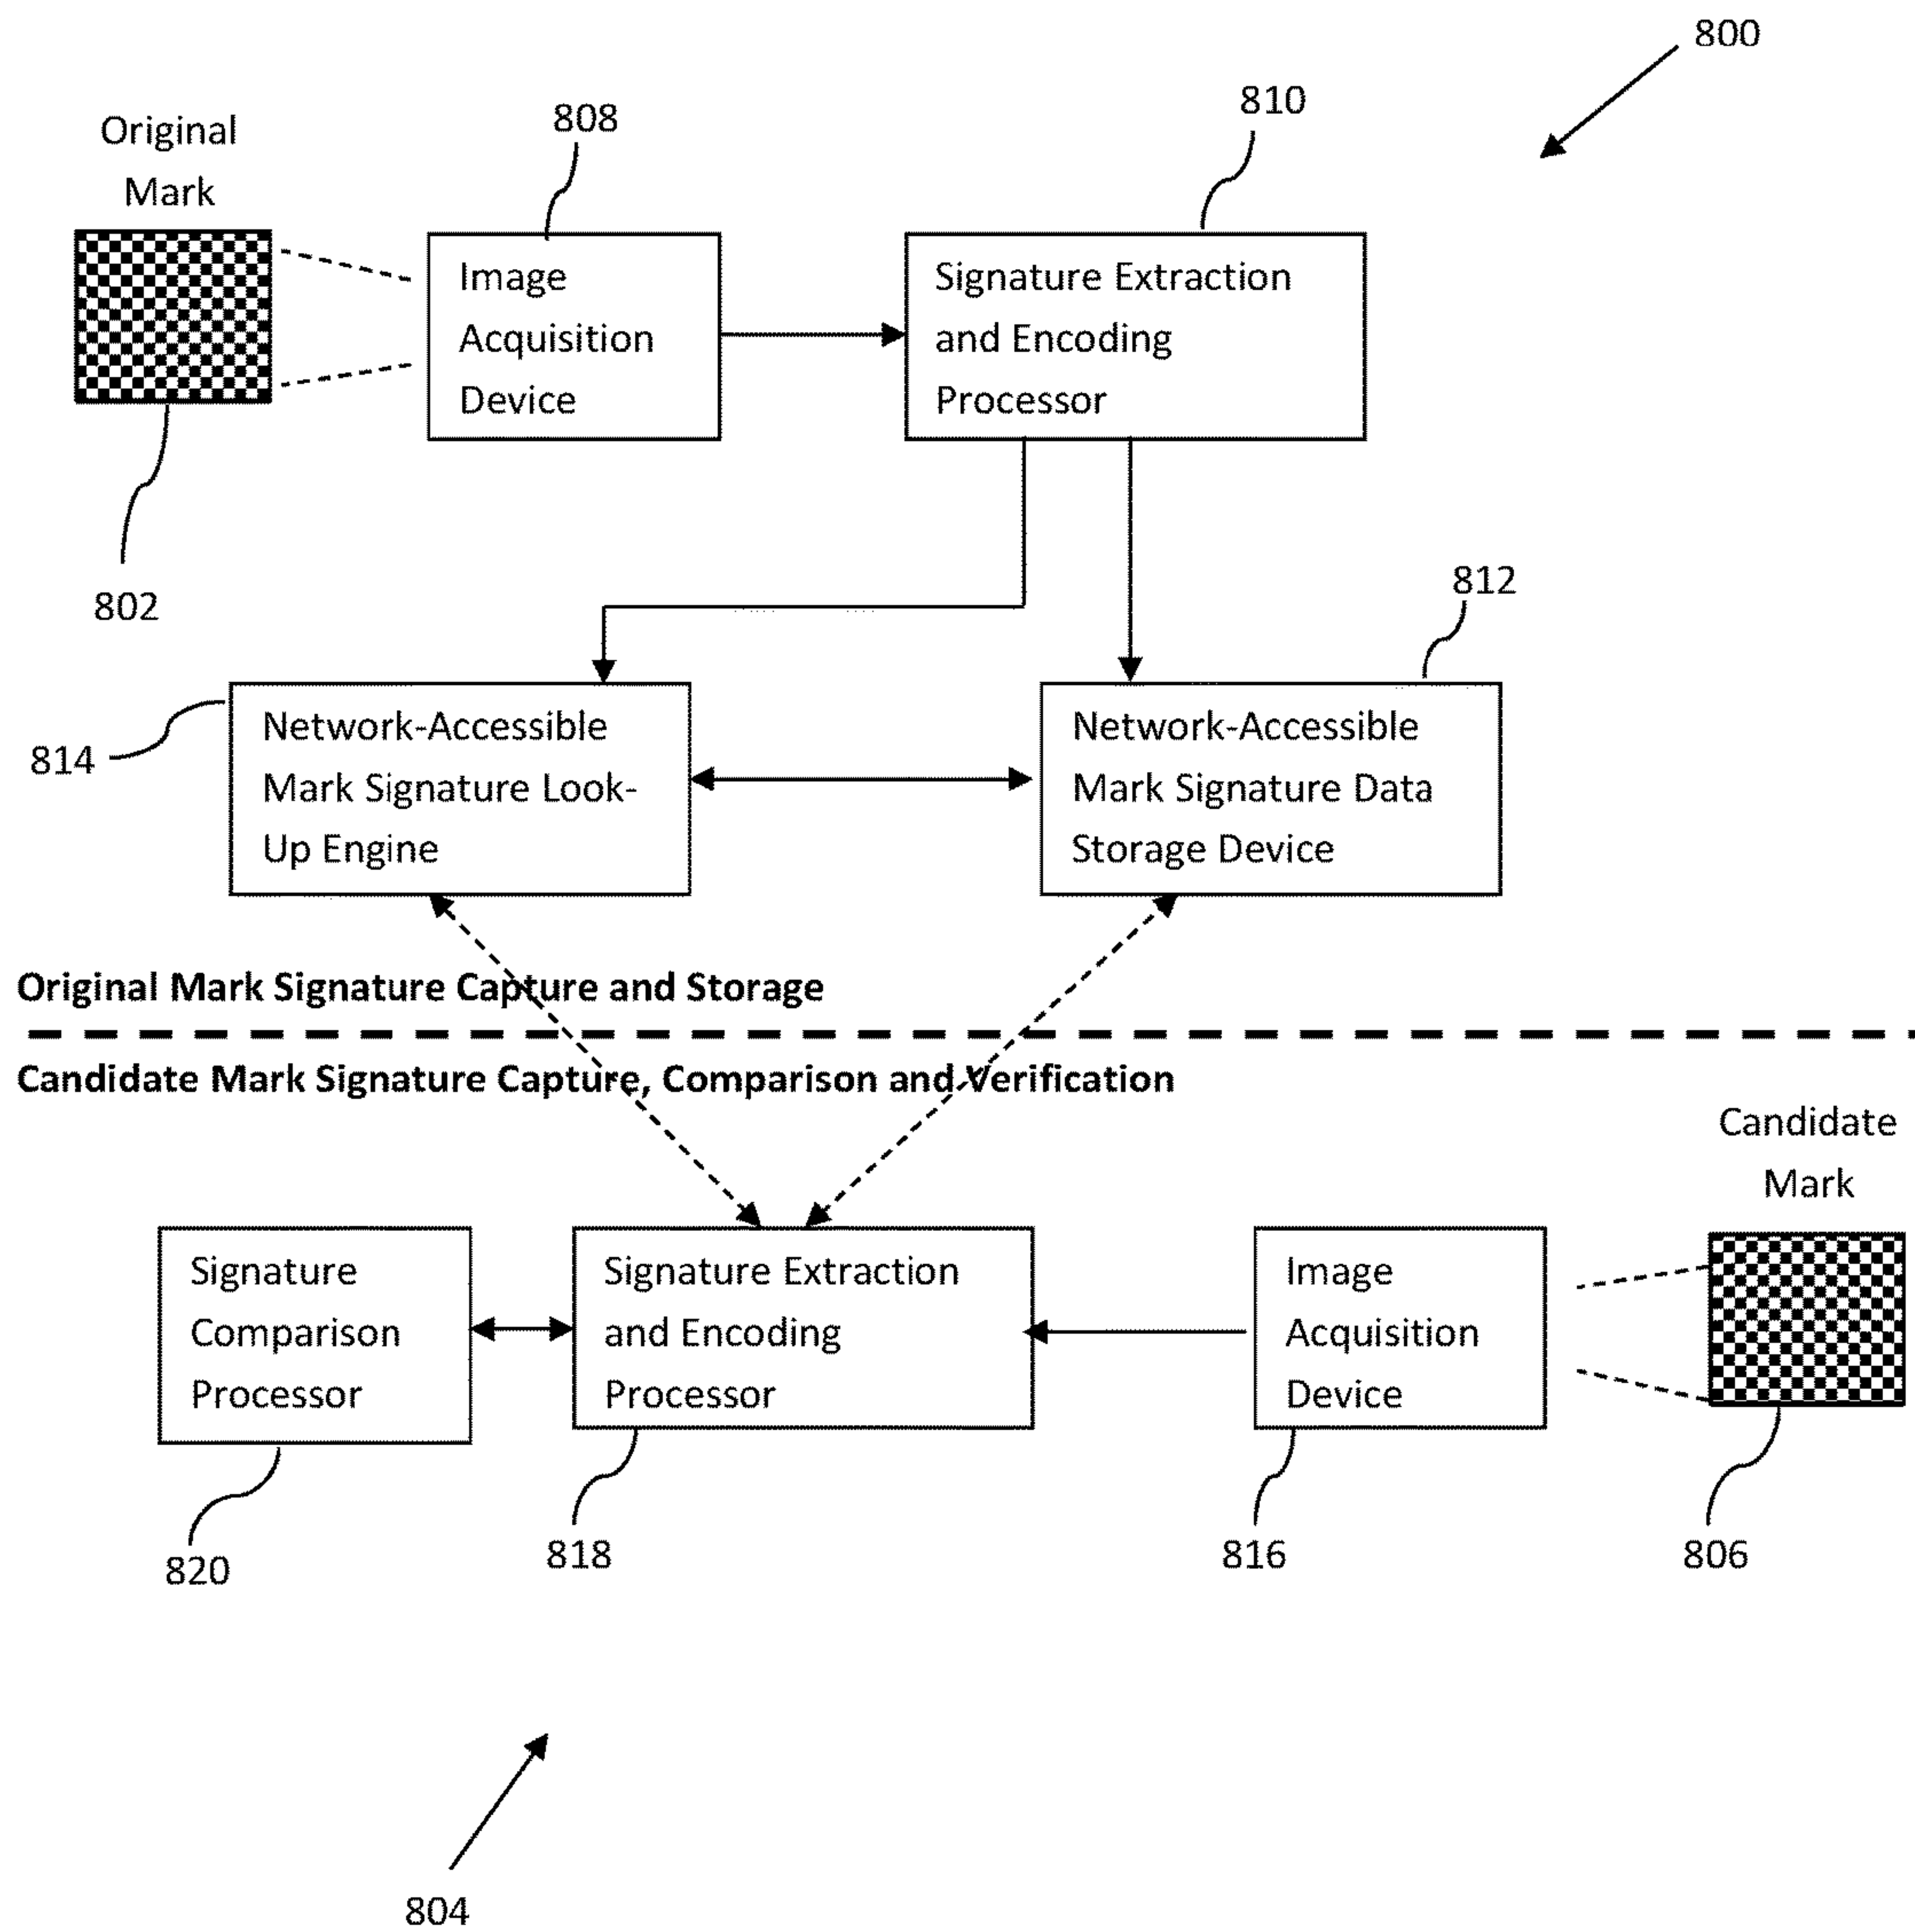 800
810
808
Original
Mark
Image
Acquisition
Device
Signature Extraction
and Encoding
Processor
802
812
814
Network-Accessible
Mark Signature Look-
Up Engine
Network-Accessible
Mark Signature Data
Storage Device
Original Mark Signature Capture and Storage
Candidate Mark Signature Capture, Comparison and Verification
Candidate
Mark
Signature
Comparison
Processor
Signature Extraction
and Encoding
Processor
Image
Acquisition
Device
820
818
816
806
804